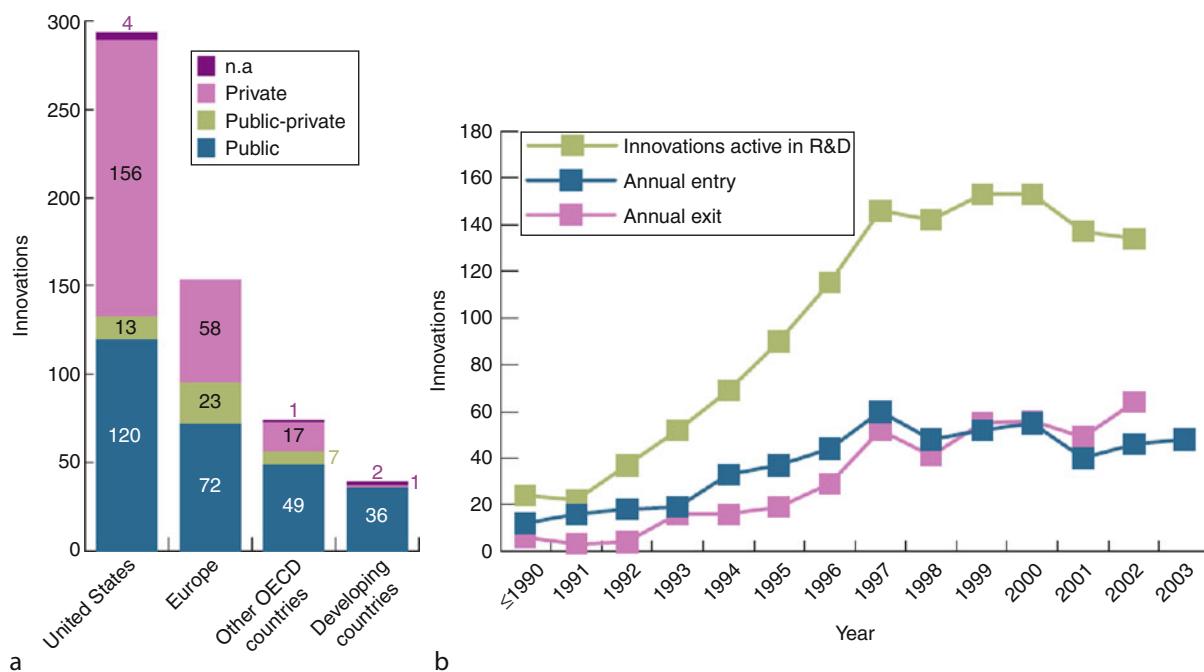 300
250
200
150
100
50
0
Innovations
4
n.a
Private
Public-private
Public
156
13
120
58
23
72
1
17
7
49
2
1
36
United States
Europe
Other OECD
countries
Developing
countries
a
180
160
140
120
100
80
60
40
20
0
Innovations
Innovations active in R&D
Annual entry
Annual exit
≤1990
1991
1992
1993
1994
1995
1996
1997
1998
1999
2000
2001
2002
2003
Year
b